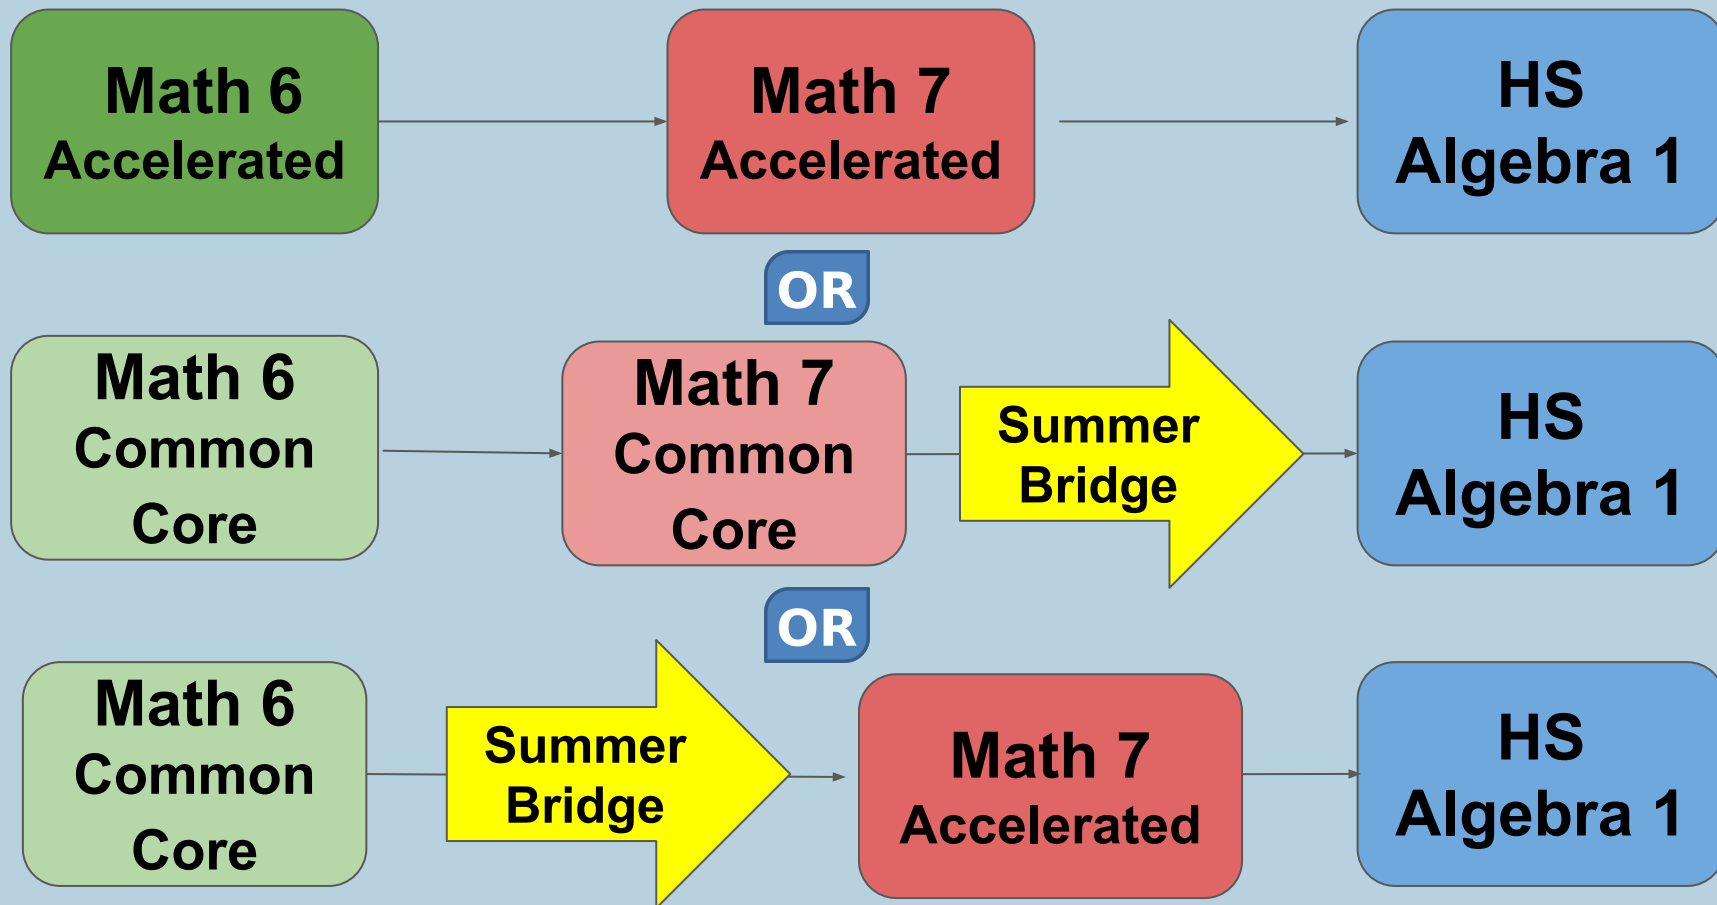 Math 6
Accelerated
Math 7
Accelerated
HS
Algebra 1
OR
Math 6
Common
Core
Math 7
Common
Core
Summer
Bridge
HS
Algebra 1
OR
Math 6
Common
Core
Summer
Bridge
Math 7
Accelerated
HS
Algebra 1